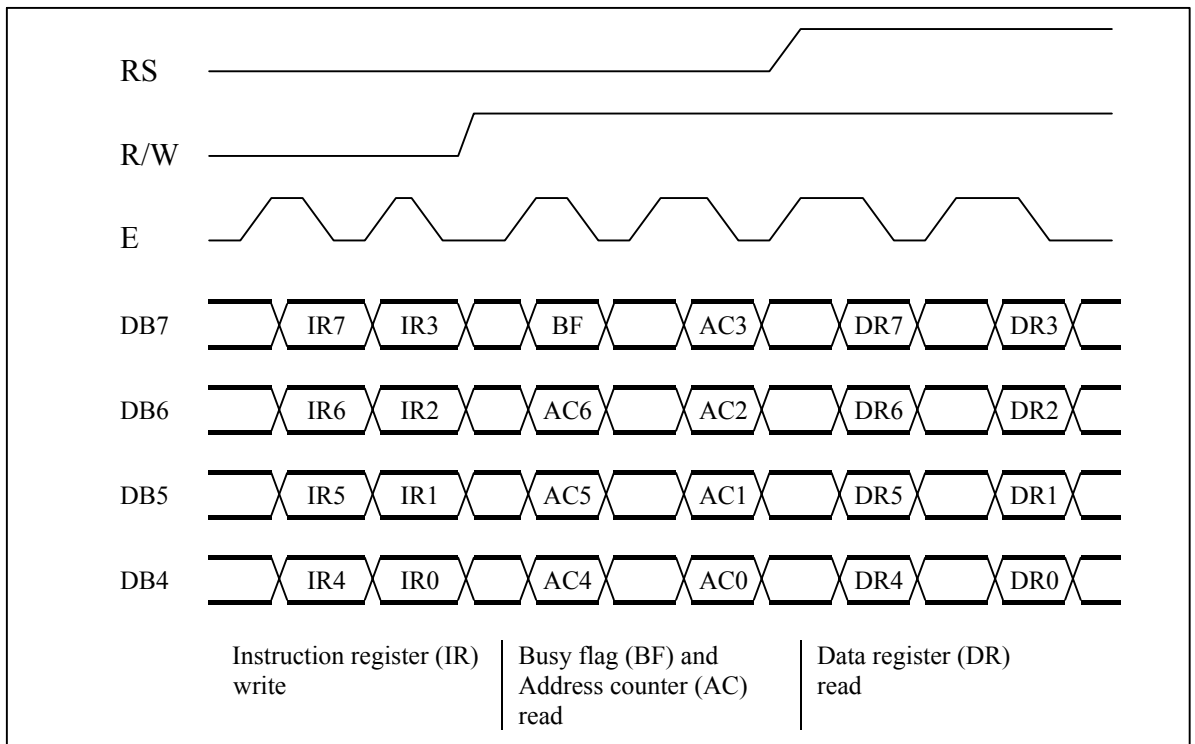 RS
R/W
E
DB7 IR7 IR3 BF AC3 DR7 DR3
DB6 IR6 IR2 AC6 AC2 DR6 DR2
DB5 IR5 IR1 AC5 AC1 DR5 DR1
DB4 IR4 IR0 AC4 AC0 DR4 DR0
Instruction register (IR)
write
Busy flag (BF) and
Address counter (AC)
read
Data register (DR)
read